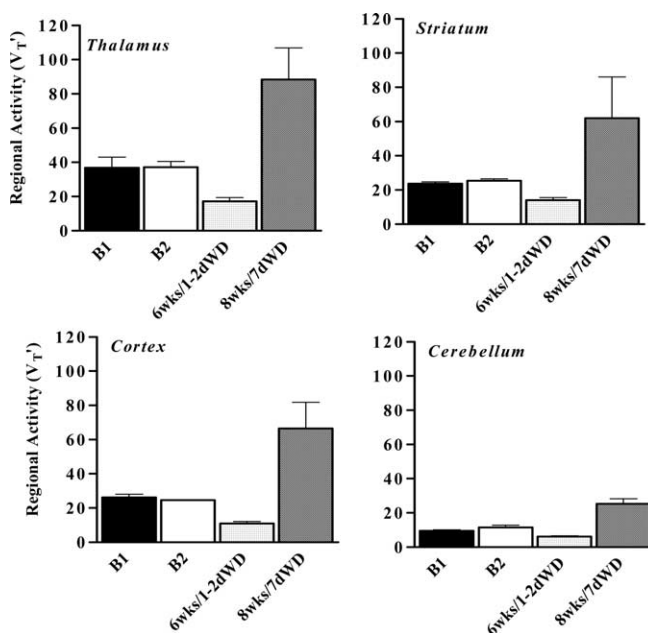 Thalamus
Regional Activity (VT')
120
100
80
60
40
20
0
B1
B2
6wks/1-2dWD
8wks/7dWD
Striatum
120
100
80
60
40
20
0
B1
B2
6wks/1-2dWD
8wks/7dWD
Cortex
Regional Activity (VT')
120
100
80
60
40
20
0
B1
B2
6wks/1-2dWD
8wks/7dWD
Cerebellum
120
100
80
60
40
20
0
B1
B2
6wks/1-2dWD
8wks/7dWD